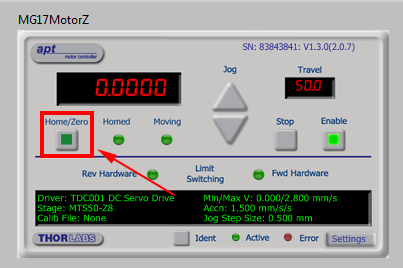 MG17MotorZ
apt
motor controller
SN: 83843841: V1.3.0(2.0.7)
0.0000
Jog
Travel
50.0
Home/Zero Homed Moving Stop Enable
Rev Hardware Limit Switching Fwd Hardware
Driver: TDC001 DC Servo Drive Min/Max V: 0.000/2.800 mm/s
Stage: MTS50-Z8 Accn: 1.500 mm/s/s
Calib File: None Jog Step Size: 0.500 mm
THORLABS Ident Active Error Settings